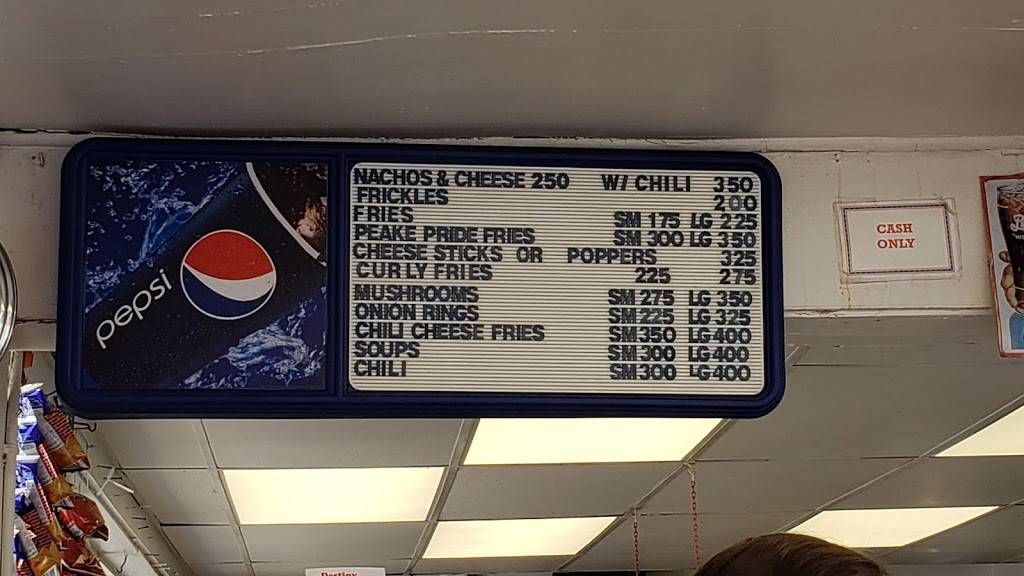 pepsi
NACHOS & CHEESE 250 W/ CHILI 350
FRICKLES 200
FRIES SM 175 LG 225
PEAKE PRIDE FRIES SM 300 LG 350
CHEESE STICKS OR POPPERS 325
CURLY FRIES 225 275
MUSHROOMS SM 275 LG 350
ONION RINGS SM 225 LG 325
CHILI CHEESE FRIES SM 350 LG 400
SOUPS SM 300 LG 400
CHILI SM 300 LG 400
CASH
ONLY
Destiny